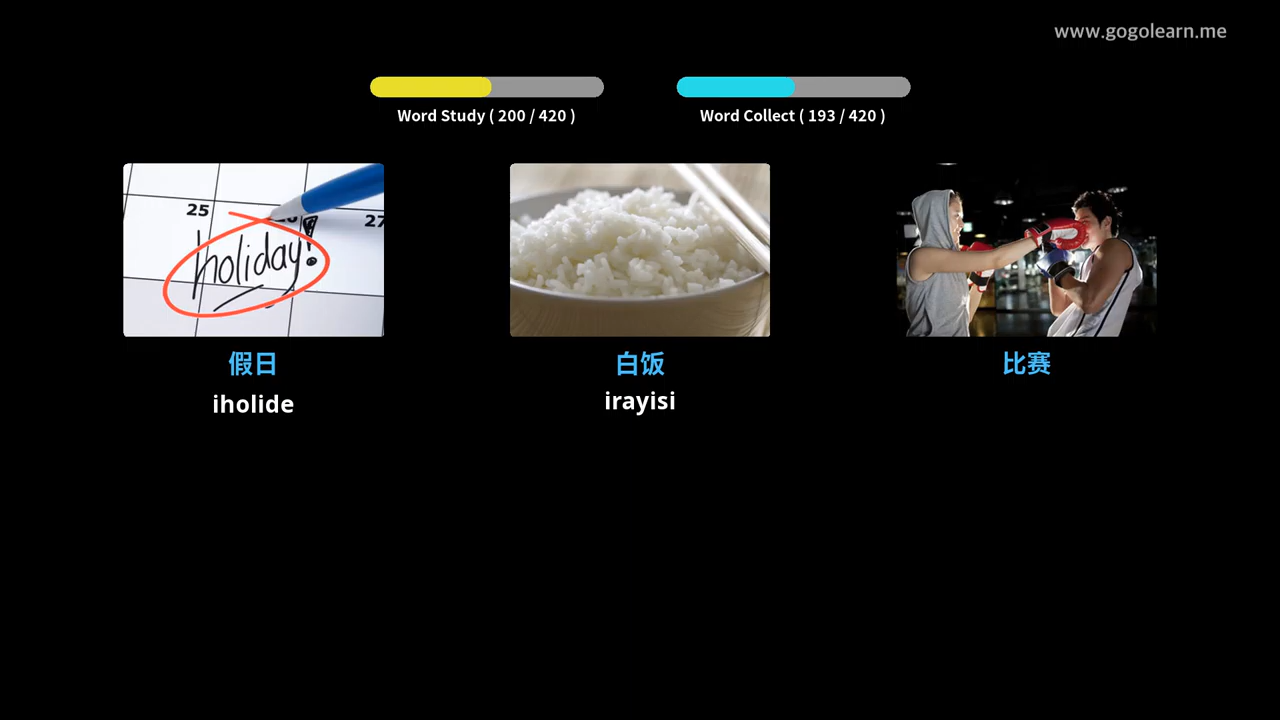 www.gogolearn.me
Word Study ( 200 / 420 )
Word Collect ( 193 / 420 )
25
27
holiday!
假日
白饭
比赛
iholide
irayisi